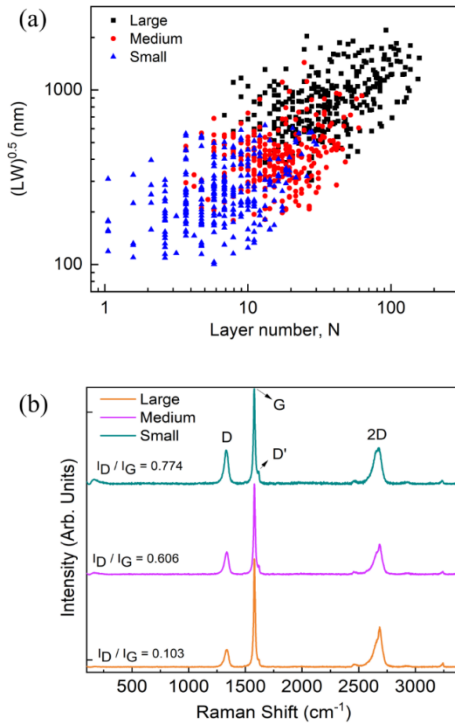 (a)
Large
Medium
Small
1000
100
(LW)^0.5 (nm)
1 10 100
Layer number, N
(b)
Large
Medium
Small
G
D
D'
2D
I_D / I_G = 0.774
I_D / I_G = 0.606
I_D / I_G = 0.103
Intensity (Arb. Units)
500 1000 1500 2000 2500 3000
Raman Shift (cm⁻¹)